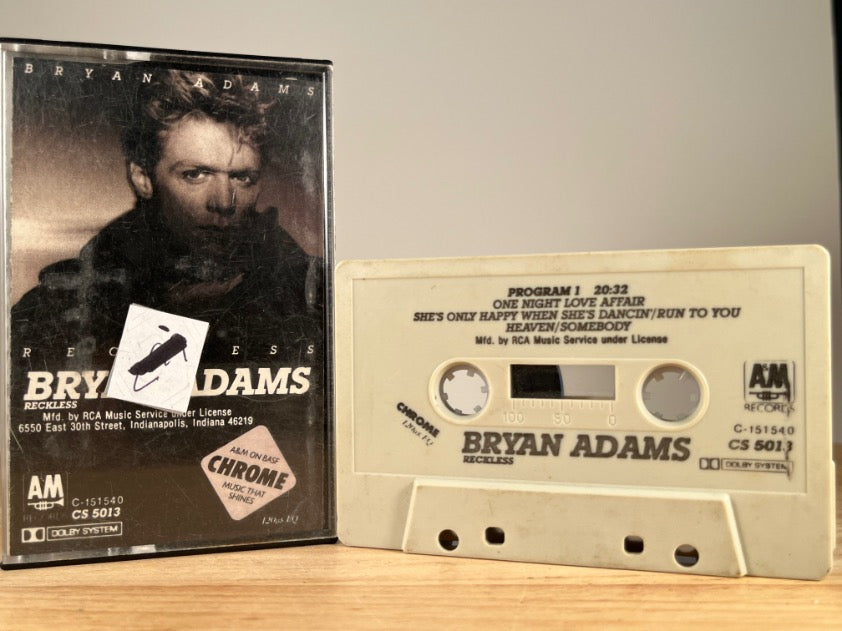 BRYAN ADAMS
RECKLESS
BRYAN ADAMS
RECKLESS
Mfd. by RCA Music Service under License
6550 East 30th Street, Indianapolis, Indiana 46219
A&M ON BASF
CHROME
MUSIC THAT
SHINES
AM
RECORDS
C-151540
CS 5013
DOLBY SYSTEM
120µs EQ
PROGRAM 1 20:32
ONE NIGHT LOVE AFFAIR
SHE'S ONLY HAPPY WHEN SHE'S DANCIN'/RUN TO YOU
HEAVEN/SOMEBODY
Mfd. by RCA Music Service under License
100 50 0
CHROME
120µs EQ
BRYAN ADAMS
RECKLESS
AM
RECORDS
C-151540
CS 5013
DOLBY SYSTEM